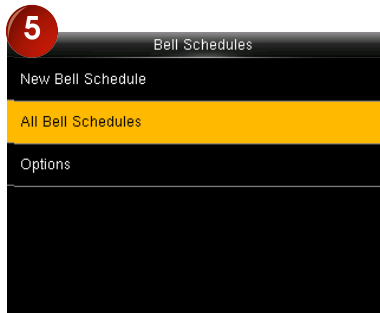 5
Bell Schedules
New Bell Schedule
All Bell Schedules
Options